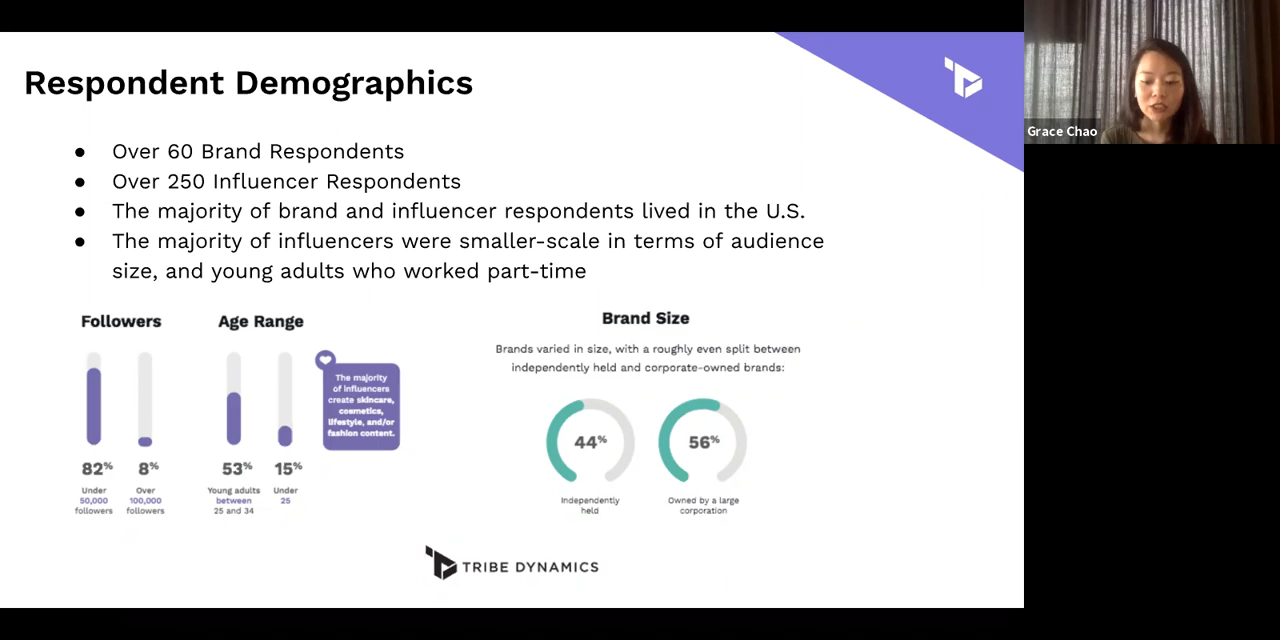 Respondent Demographics
● Over 60 Brand Respondents
● Over 250 Influencer Respondents
● The majority of brand and influencer respondents lived in the U.S.
● The majority of influencers were smaller-scale in terms of audience
size, and young adults who worked part-time
Followers
82%
Under
50,000
followers
8%
Over
100,000
followers
Age Range
53%
Young adults
between
25 and 34
15%
Under
25
The majority
of influencers
create skincare,
cosmetics,
lifestyle, and/or
fashion content.
Brand Size
Brands varied in size, with a roughly even split between
independently held and corporate-owned brands:
44%
Independently
held
56%
Owned by a large
corporation
TRIBE DYNAMICS
Grace Chao